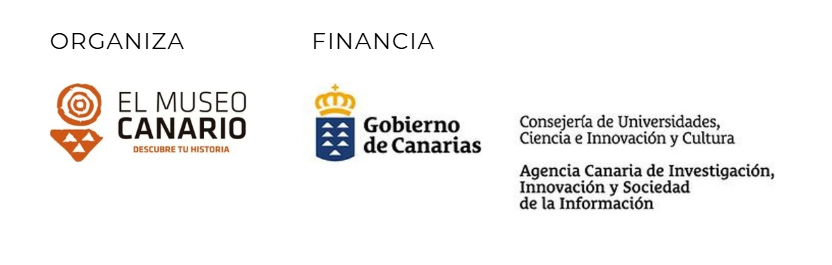 ORGANIZA
EL MUSEO
CANARIO
DESCUBRE TU HISTORIA
FINANCIA
Gobierno
de Canarias
Consejería de Universidades,
Ciencia e Innovación y Cultura
Agencia Canaria de Investigación,
Innovación y Sociedad
de la Información